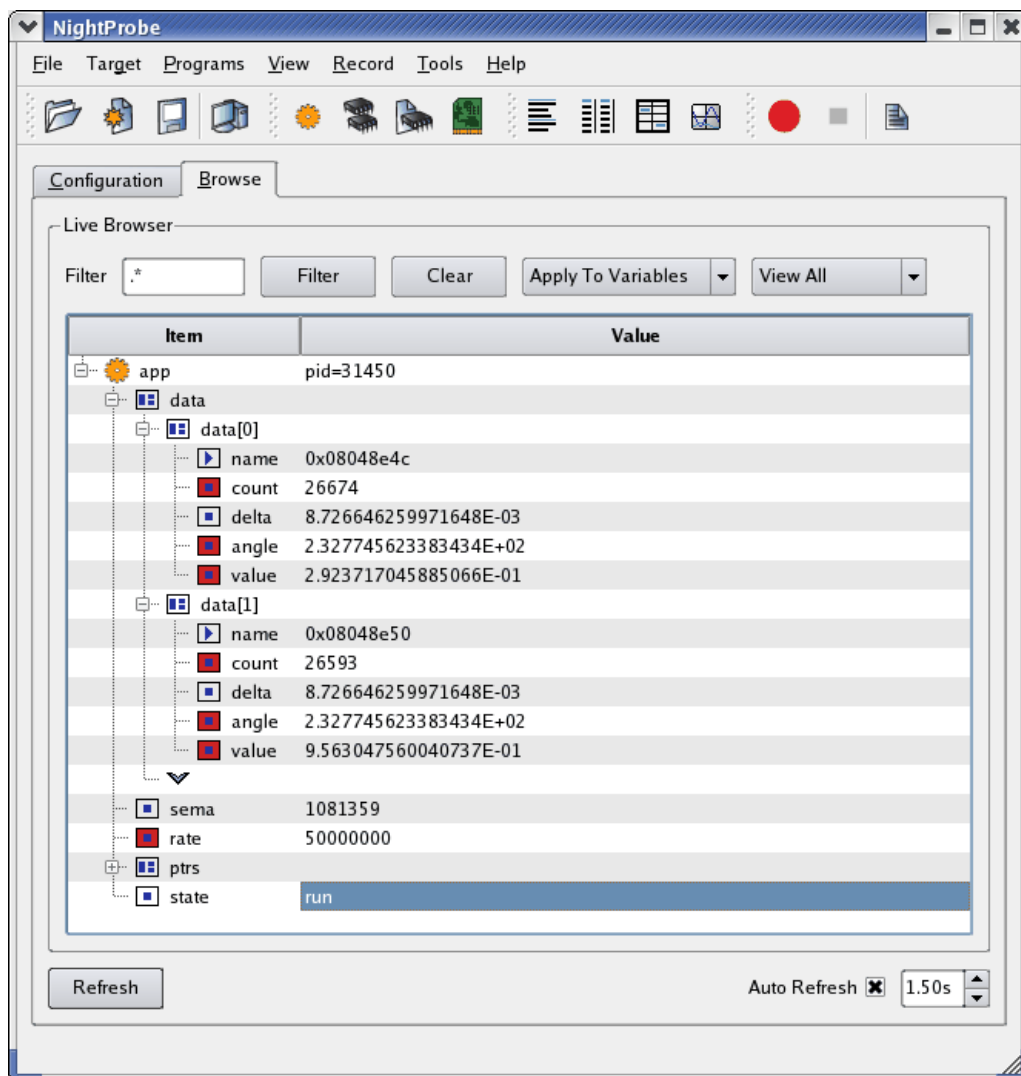 NightProbe
File Target Programs View Record Tools Help
Configuration Browse
Live Browser
Filter .* Filter Clear Apply To Variables View All
Item Value
app pid=31450
data
data[0]
name 0x08048e4c
count 26674
delta 8.726646259971648E-03
angle 2.327745623383434E+02
value 2.923717045885066E-01
data[1]
name 0x08048e50
count 26593
delta 8.726646259971648E-03
angle 2.327745623383434E+02
value 9.563047560040737E-01
sema 1081359
rate 50000000
ptrs
state run
Refresh Auto Refresh 1.50s